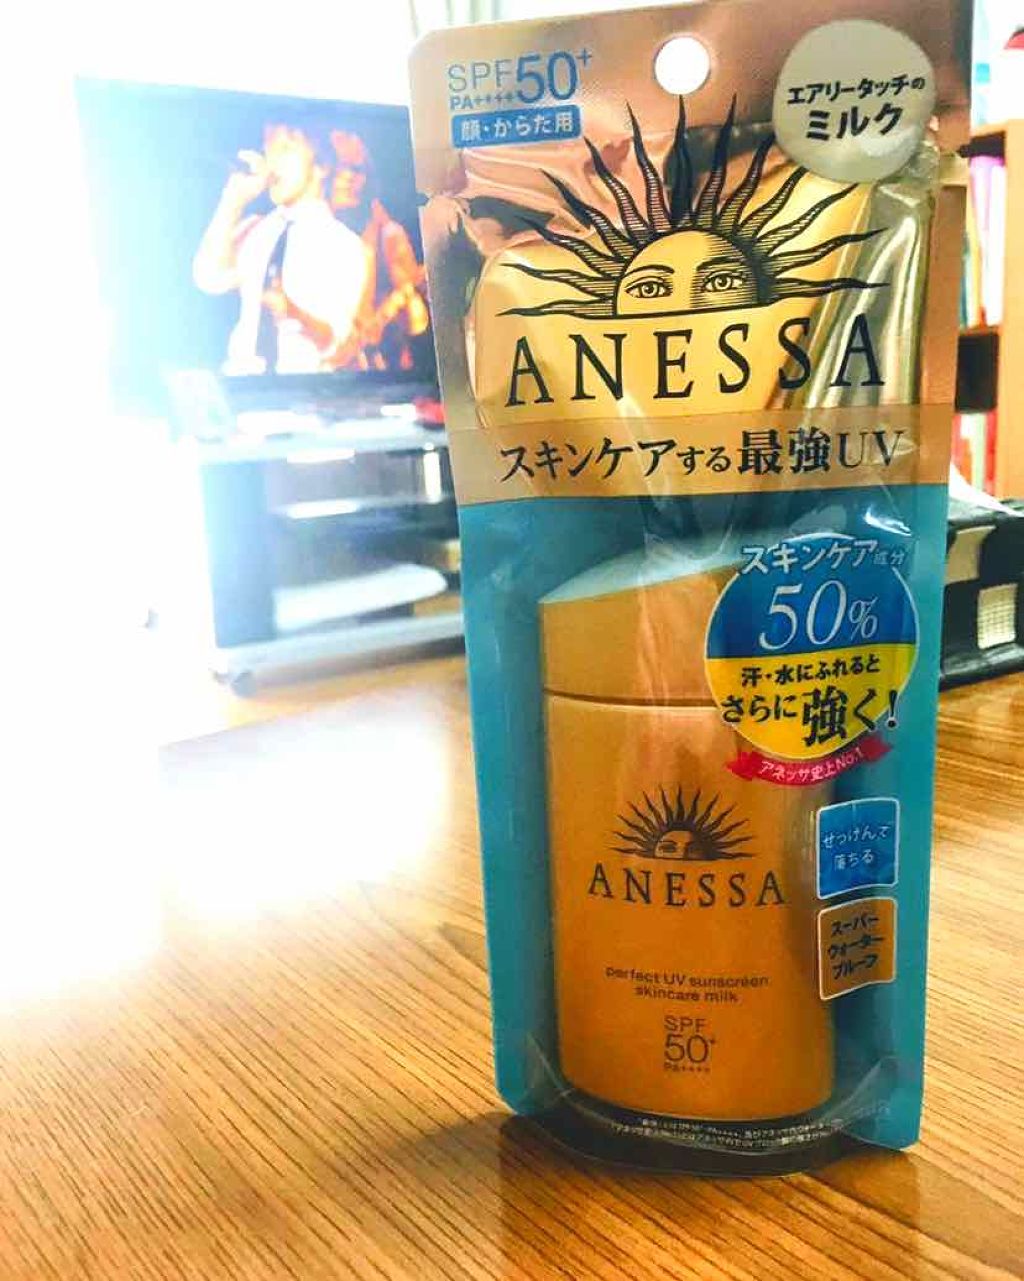 SPF50+
PA++++
顔・からだ用
エアリータッチの
ミルク
ANESSA
スキンケアする最強UV
スキンケア成分
50%
汗・水にふれると
さらに強く!
アネッサ史上No.1
せっけんで
落ちる
スーパー
ウォーター
プルーフ
ANESSA
perfect UV sunscreen
skincare milk
SPF
50+
PA++++